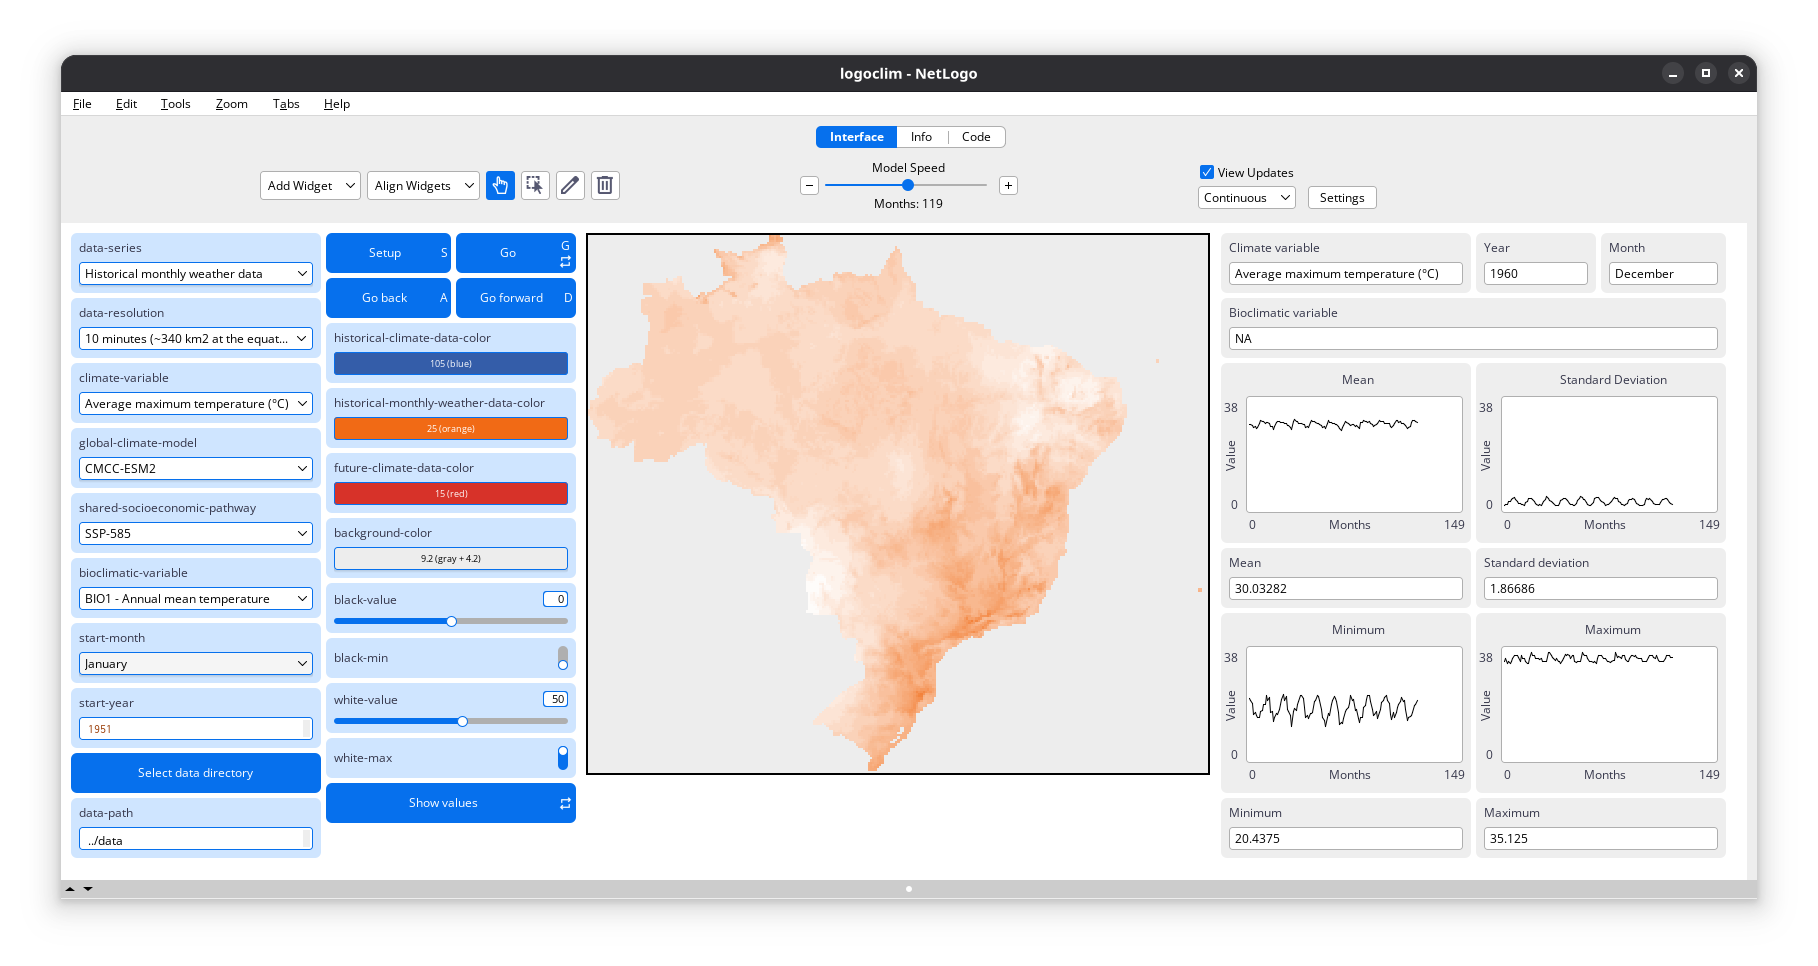 logoclim - NetLogo
File Edit Tools Zoom Tabs Help
Interface Info Code
Add Widget Align Widgets
Model Speed
Months: 119
View Updates
Continuous Settings
data-series
Historical monthly weather data
data-resolution
10 minutes (~340 km2 at the equat...
climate-variable
Average maximum temperature (°C)
global-climate-model
CMCC-ESM2
shared-socioeconomic-pathway
SSP-585
bioclimatic-variable
BIO1 - Annual mean temperature
start-month
January
start-year
1951
Select data directory
data-path
../data
Setup S
Go G
Go back A
Go forward D
historical-climate-data-color
105 (blue)
historical-monthly-weather-data-color
25 (orange)
future-climate-data-color
15 (red)
background-color
9.2 (gray + 4.2)
black-value 0
black-min
white-value 50
white-max
Show values
Climate variable
Average maximum temperature (°C)
Year
1960
Month
December
Bioclimatic variable
NA
Mean
38
Value
0
0 Months 149
Standard Deviation
38
Value
0
0 Months 149
Mean
30.03282
Standard deviation
1.86686
Minimum
38
Value
0
0 Months 149
Maximum
38
Value
0
0 Months 149
Minimum
20.4375
Maximum
35.125